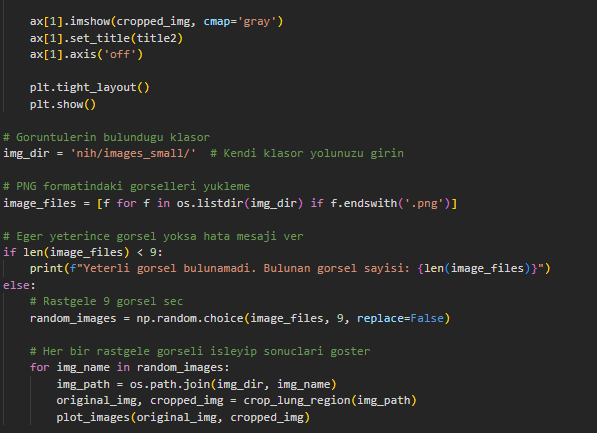 ax[1].imshow(cropped_img, cmap='gray')
ax[1].set_title(title2)
ax[1].axis('off')
plt.tight_layout()
plt.show()
# Goruntulerin bulundugu klasor
img_dir = 'nih/images_small/'  # Kendi klasor yolunuzu girin
# PNG formatindaki gorselleri yukleme
image_files = [f for f in os.listdir(img_dir) if f.endswith('.png')]
# Eger yeterince gorsel yoksa hata mesaji ver
if len(image_files) < 9:
    print(f"Yeterli gorsel bulunamadi. Bulunan gorsel sayisi: {len(image_files)}")
else:
    # Rastgele 9 gorsel sec
    random_images = np.random.choice(image_files, 9, replace=False)
    # Her bir rastgele gorseli isleyip sonuclari goster
    for img_name in random_images:
        img_path = os.path.join(img_dir, img_name)
        original_img, cropped_img = crop_lung_region(img_path)
        plot_images(original_img, cropped_img)